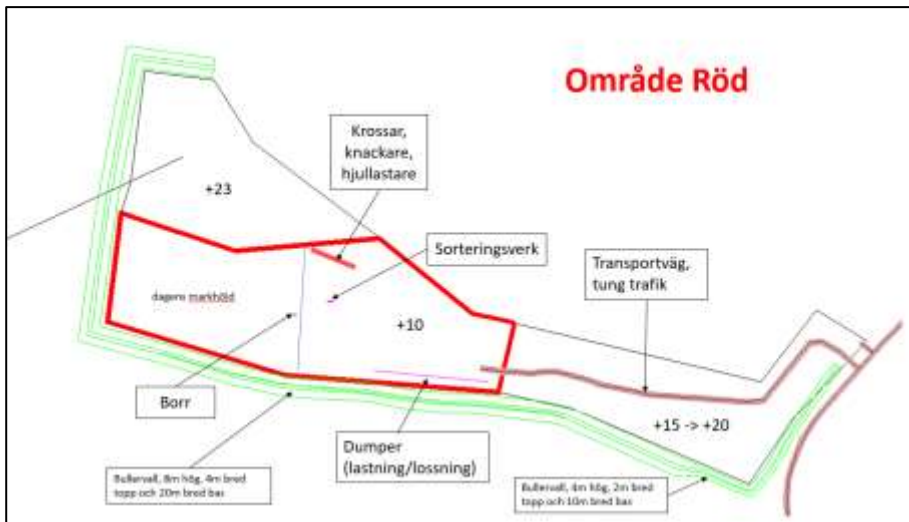 Område Röd
Krossar,
knackare,
hjullastare
+23
Sorteringsverk
Transportväg,
tung trafik
dagens markhöjd
+10
Borr
Dumper
(lastning/lossning)
+15 -> +20
Bullervall, 8m hög, 4m bred
topp och 20m bred bas
Bullervall, 4m hög, 2m bred
topp och 10m bred bas